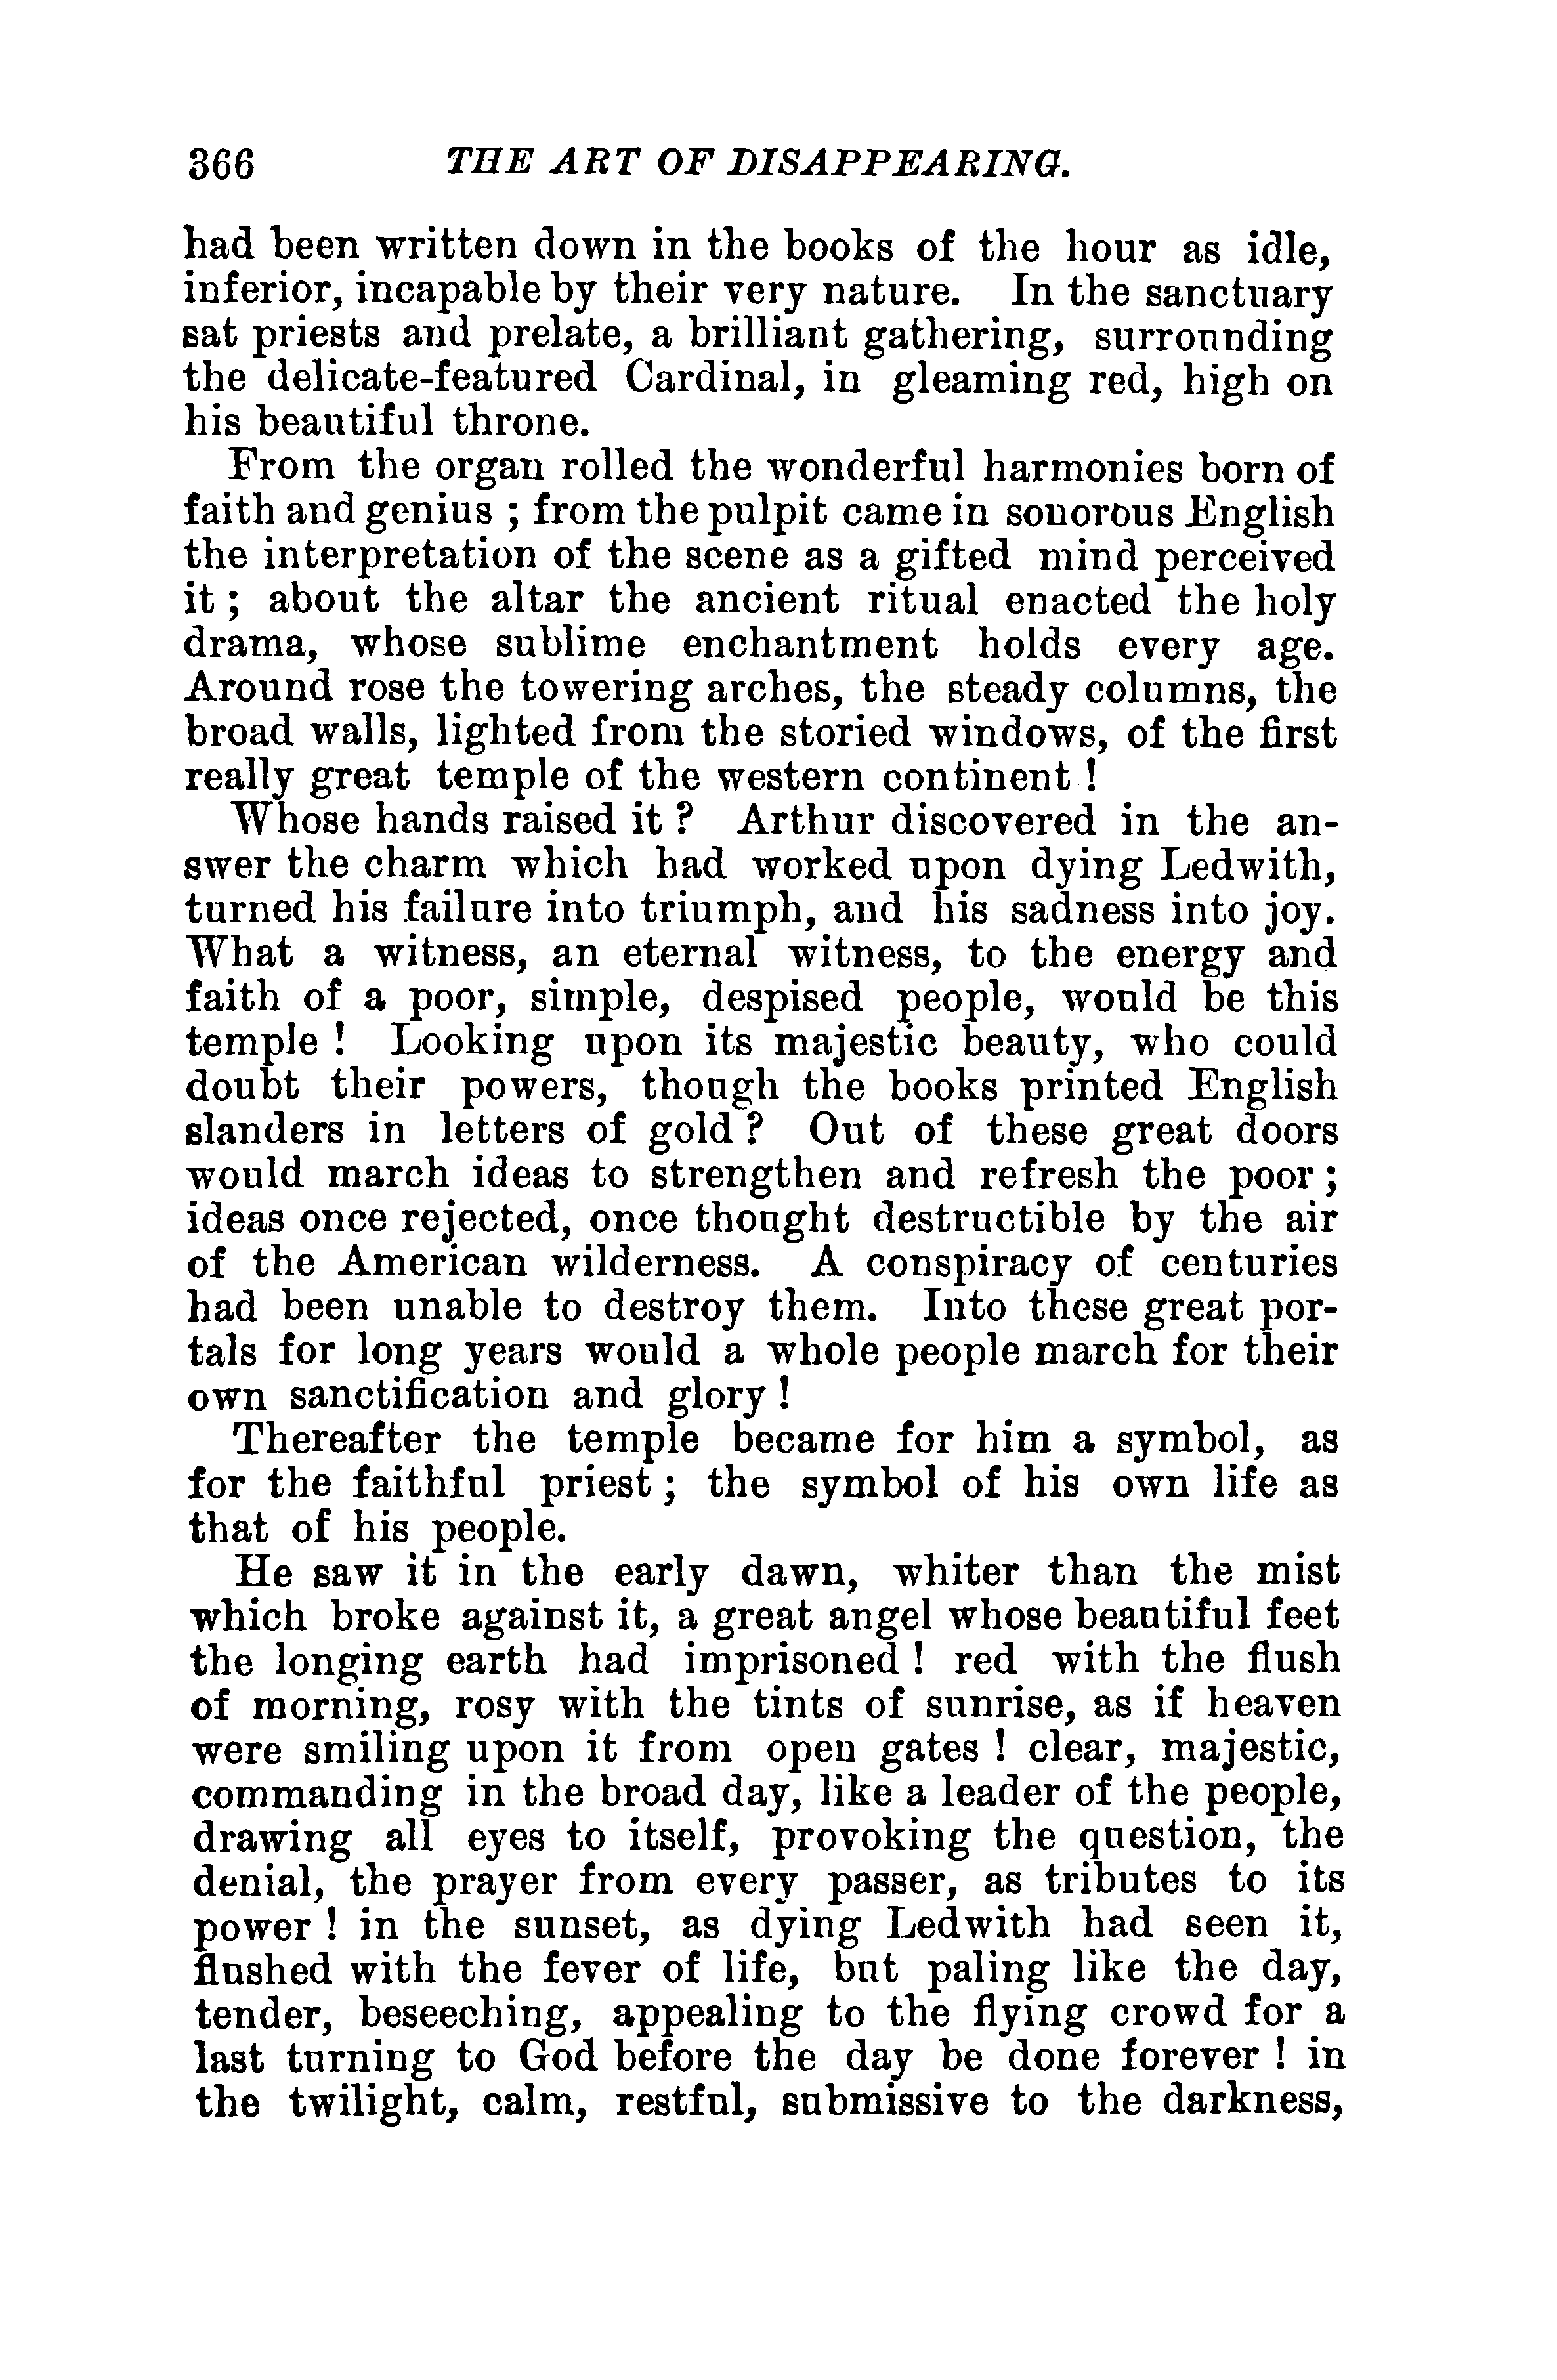 366 THE ART OF DISAPPEARING.
had been written down in the books of the hour as idle,
inferior, incapable by their very nature. In the sanctuary
sat priests and prelate, a brilliant gathering, surrounding
the delicate-featured Cardinal, in gleaming red, high on
his beautiful throne.
From the organ rolled the wonderful harmonies born of
faith and genius ; from the pulpit came in sonorous English
the interpretation of the scene as a gifted mind perceived
it ; about the altar the ancient ritual enacted the holy
drama, whose sublime enchantment holds every age.
Around rose the towering arches, the steady columns, the
broad walls, lighted from the storied windows, of the first
really great temple of the western continent !
Whose hands raised it ? Arthur discovered in the an-
swer the charm which had worked upon dying Ledwith,
turned his failure into triumph, and his sadness into joy.
What a witness, an eternal witness, to the energy and
faith of a poor, simple, despised people, would be this
temple ! Looking upon its majestic beauty, who could
doubt their powers, though the books printed English
slanders in letters of gold ? Out of these great doors
would march ideas to strengthen and refresh the poor ;
ideas once rejected, once thought destructible by the air
of the American wilderness. A conspiracy of centuries
had been unable to destroy them. Into these great por-
tals for long years would a whole people march for their
own sanctification and glory !
Thereafter the temple became for him a symbol, as
for the faithful priest ; the symbol of his own life as
that of his people.
He saw it in the early dawn, whiter than the mist
which broke against it, a great angel whose beautiful feet
the longing earth had imprisoned ! red with the flush
of morning, rosy with the tints of sunrise, as if heaven
were smiling upon it from open gates ! clear, majestic,
commanding in the broad day, like a leader of the people,
drawing all eyes to itself, provoking the question, the
denial, the prayer from every passer, as tributes to its
power ! in the sunset, as dying Ledwith had seen it,
flushed with the fever of life, but paling like the day,
tender, beseeching, appealing to the flying crowd for a
last turning to God before the day be done forever ! in
the twilight, calm, restful, submissive to the darkness,